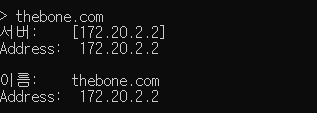 > thebone.com
서버:    [172.20.2.2]
Address:  172.20.2.2
이름:    thebone.com
Address:  172.20.2.2